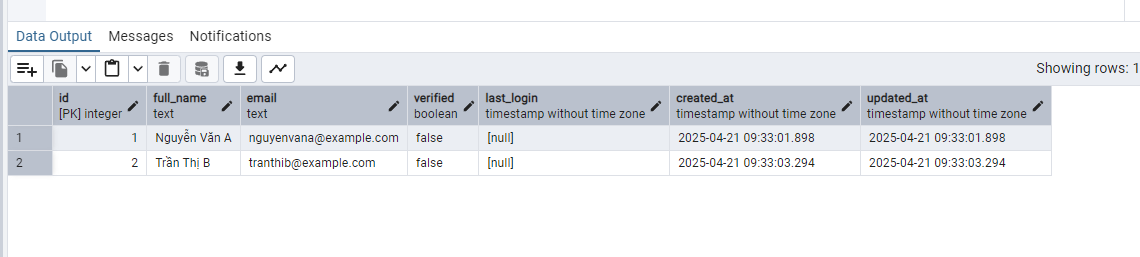 Data Output Messages Notifications
Showing rows: 1
id full_name email verified last_login created_at updated_at
[PK] integer text text boolean timestamp without time zone timestamp without time zone timestamp without time zone
1 1 Nguyễn Văn A nguyenvana@example.com false [null] 2025-04-21 09:33:01.898 2025-04-21 09:33:01.898
2 2 Trần Thị B tranthib@example.com false [null] 2025-04-21 09:33:03.294 2025-04-21 09:33:03.294